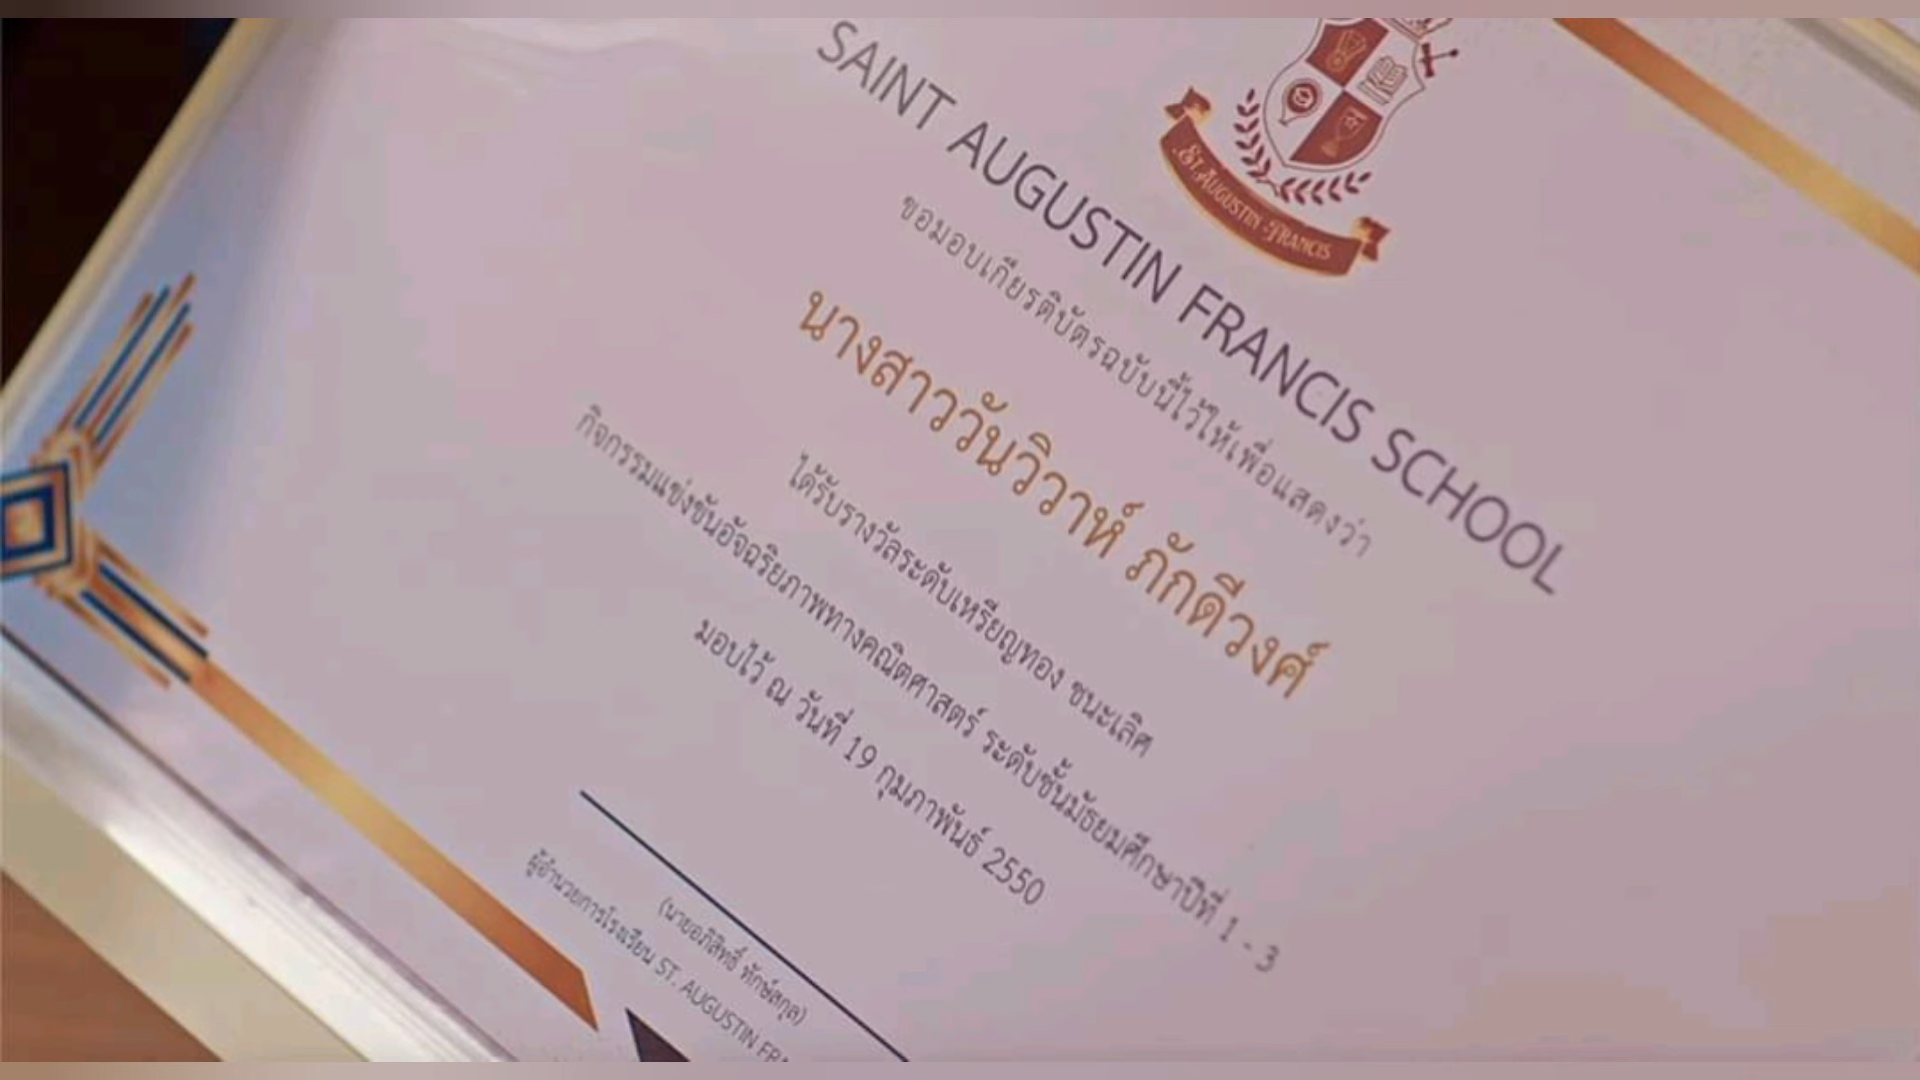 ST. AUGUSTIN FRANCIS
SAINT AUGUSTIN FRANCIS SCHOOL
ขอมอบเกียรติบัตรฉบับนี้ไว้ให้เพื่อแสดงว่า
นางสาววันวิวาห์ ภักดีวงศ์
ได้รับรางวัลระดับเหรียญทอง ชนะเลิศ
กิจกรรมแข่งขันอัจฉริยภาพทางคณิตศาสตร์ ระดับชั้นมัธยมศึกษาปีที่ 1 - 3
มอบไว้ ณ วันที่ 19 กุมภาพันธ์ 2550
(นายอภิสิทธิ์ ทักษ์สกุล)
ผู้อำนวยการโรงเรียน ST. AUGUSTIN FRA